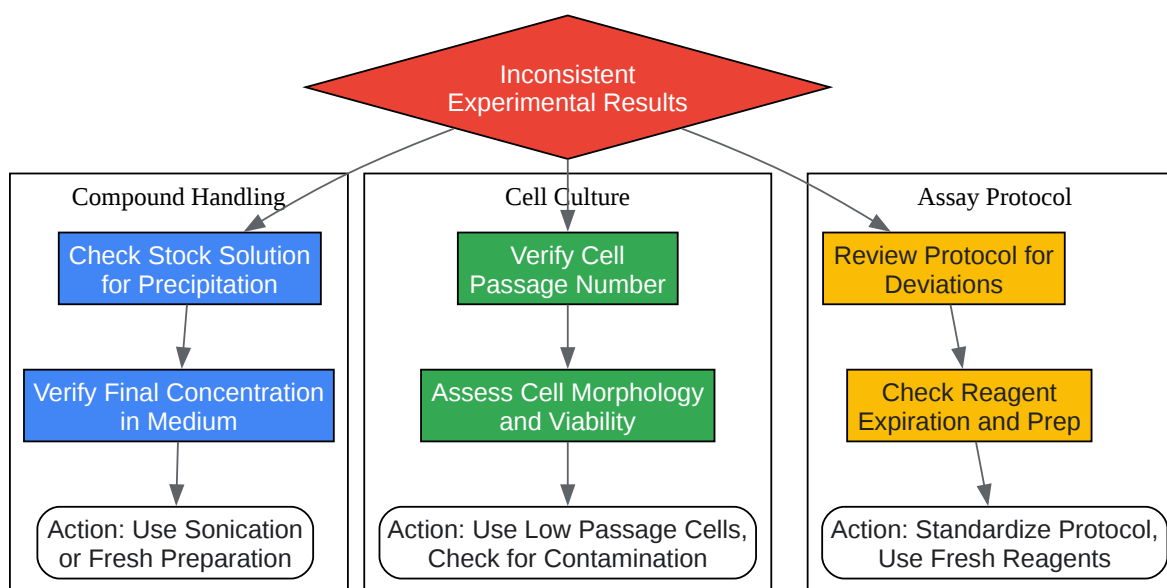 Inconsistent
Experimental Results
Compound Handling
Check Stock Solution
for Precipitation
Verify Final Concentration
in Medium
Action: Use Sonication
or Fresh Preparation
Cell Culture
Verify Cell
Passage Number
Assess Cell Morphology
and Viability
Action: Use Low Passage Cells,
Check for Contamination
Assay Protocol
Review Protocol for
Deviations
Check Reagent
Expiration and Prep
Action: Standardize Protocol,
Use Fresh Reagents